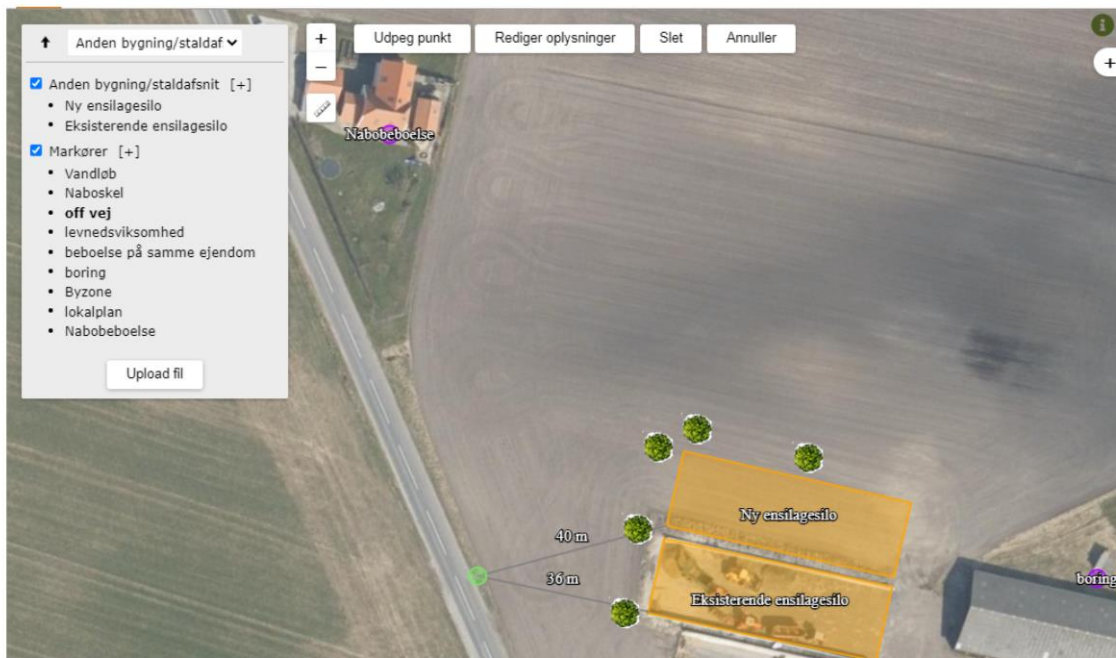 Anden bygning/staldaf
Anden bygning/staldafsnit [+]
Ny ensilagesilo
Eksisterende ensilagesilo
Markører [+]
Vandløb
Naboskel
off vej
levnedsviksomhed
beboelse på samme ejendom
boring
Byzone
lokalplan
Nabobeboelse
Upload fil
+
−
Udpeg punkt Rediger oplysninger Slet Annuller
i
+
Nabobeboelse
Ny ensilagesilo
40 m
36 m
Eksisterende ensilagesilo
boring